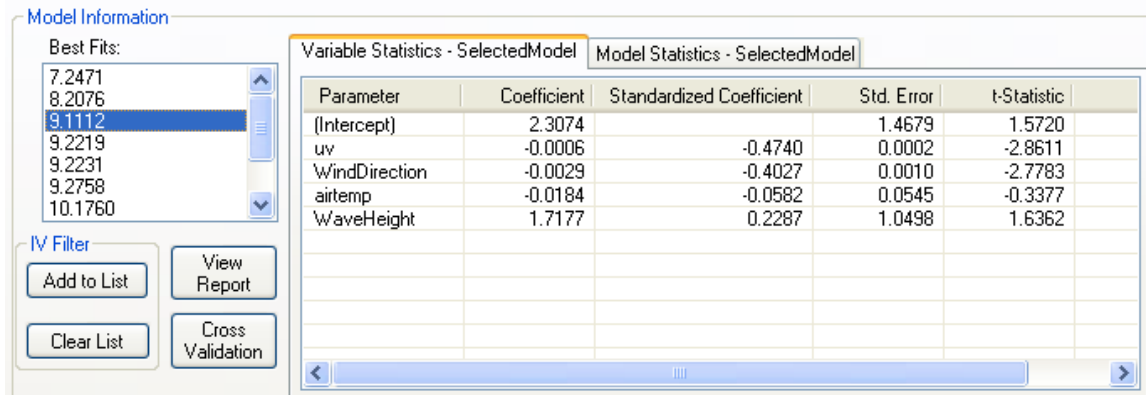 Model Information
Best Fits:
7.2471
8.2076
9.1112
9.2219
9.2231
9.2758
10.1760
IV Filter
Add to List
Clear List
View
Report
Cross
Validation
Variable Statistics - SelectedModel Model Statistics - SelectedModel
Parameter Coefficient Standardized Coefficient Std. Error t-Statistic
(Intercept) 2.3074 1.4679 1.5720
uv -0.0006 -0.4740 0.0002 -2.8611
WindDirection -0.0029 -0.4027 0.0010 -2.7783
airtemp -0.0184 -0.0582 0.0545 -0.3377
WaveHeight 1.7177 0.2287 1.0498 1.6362